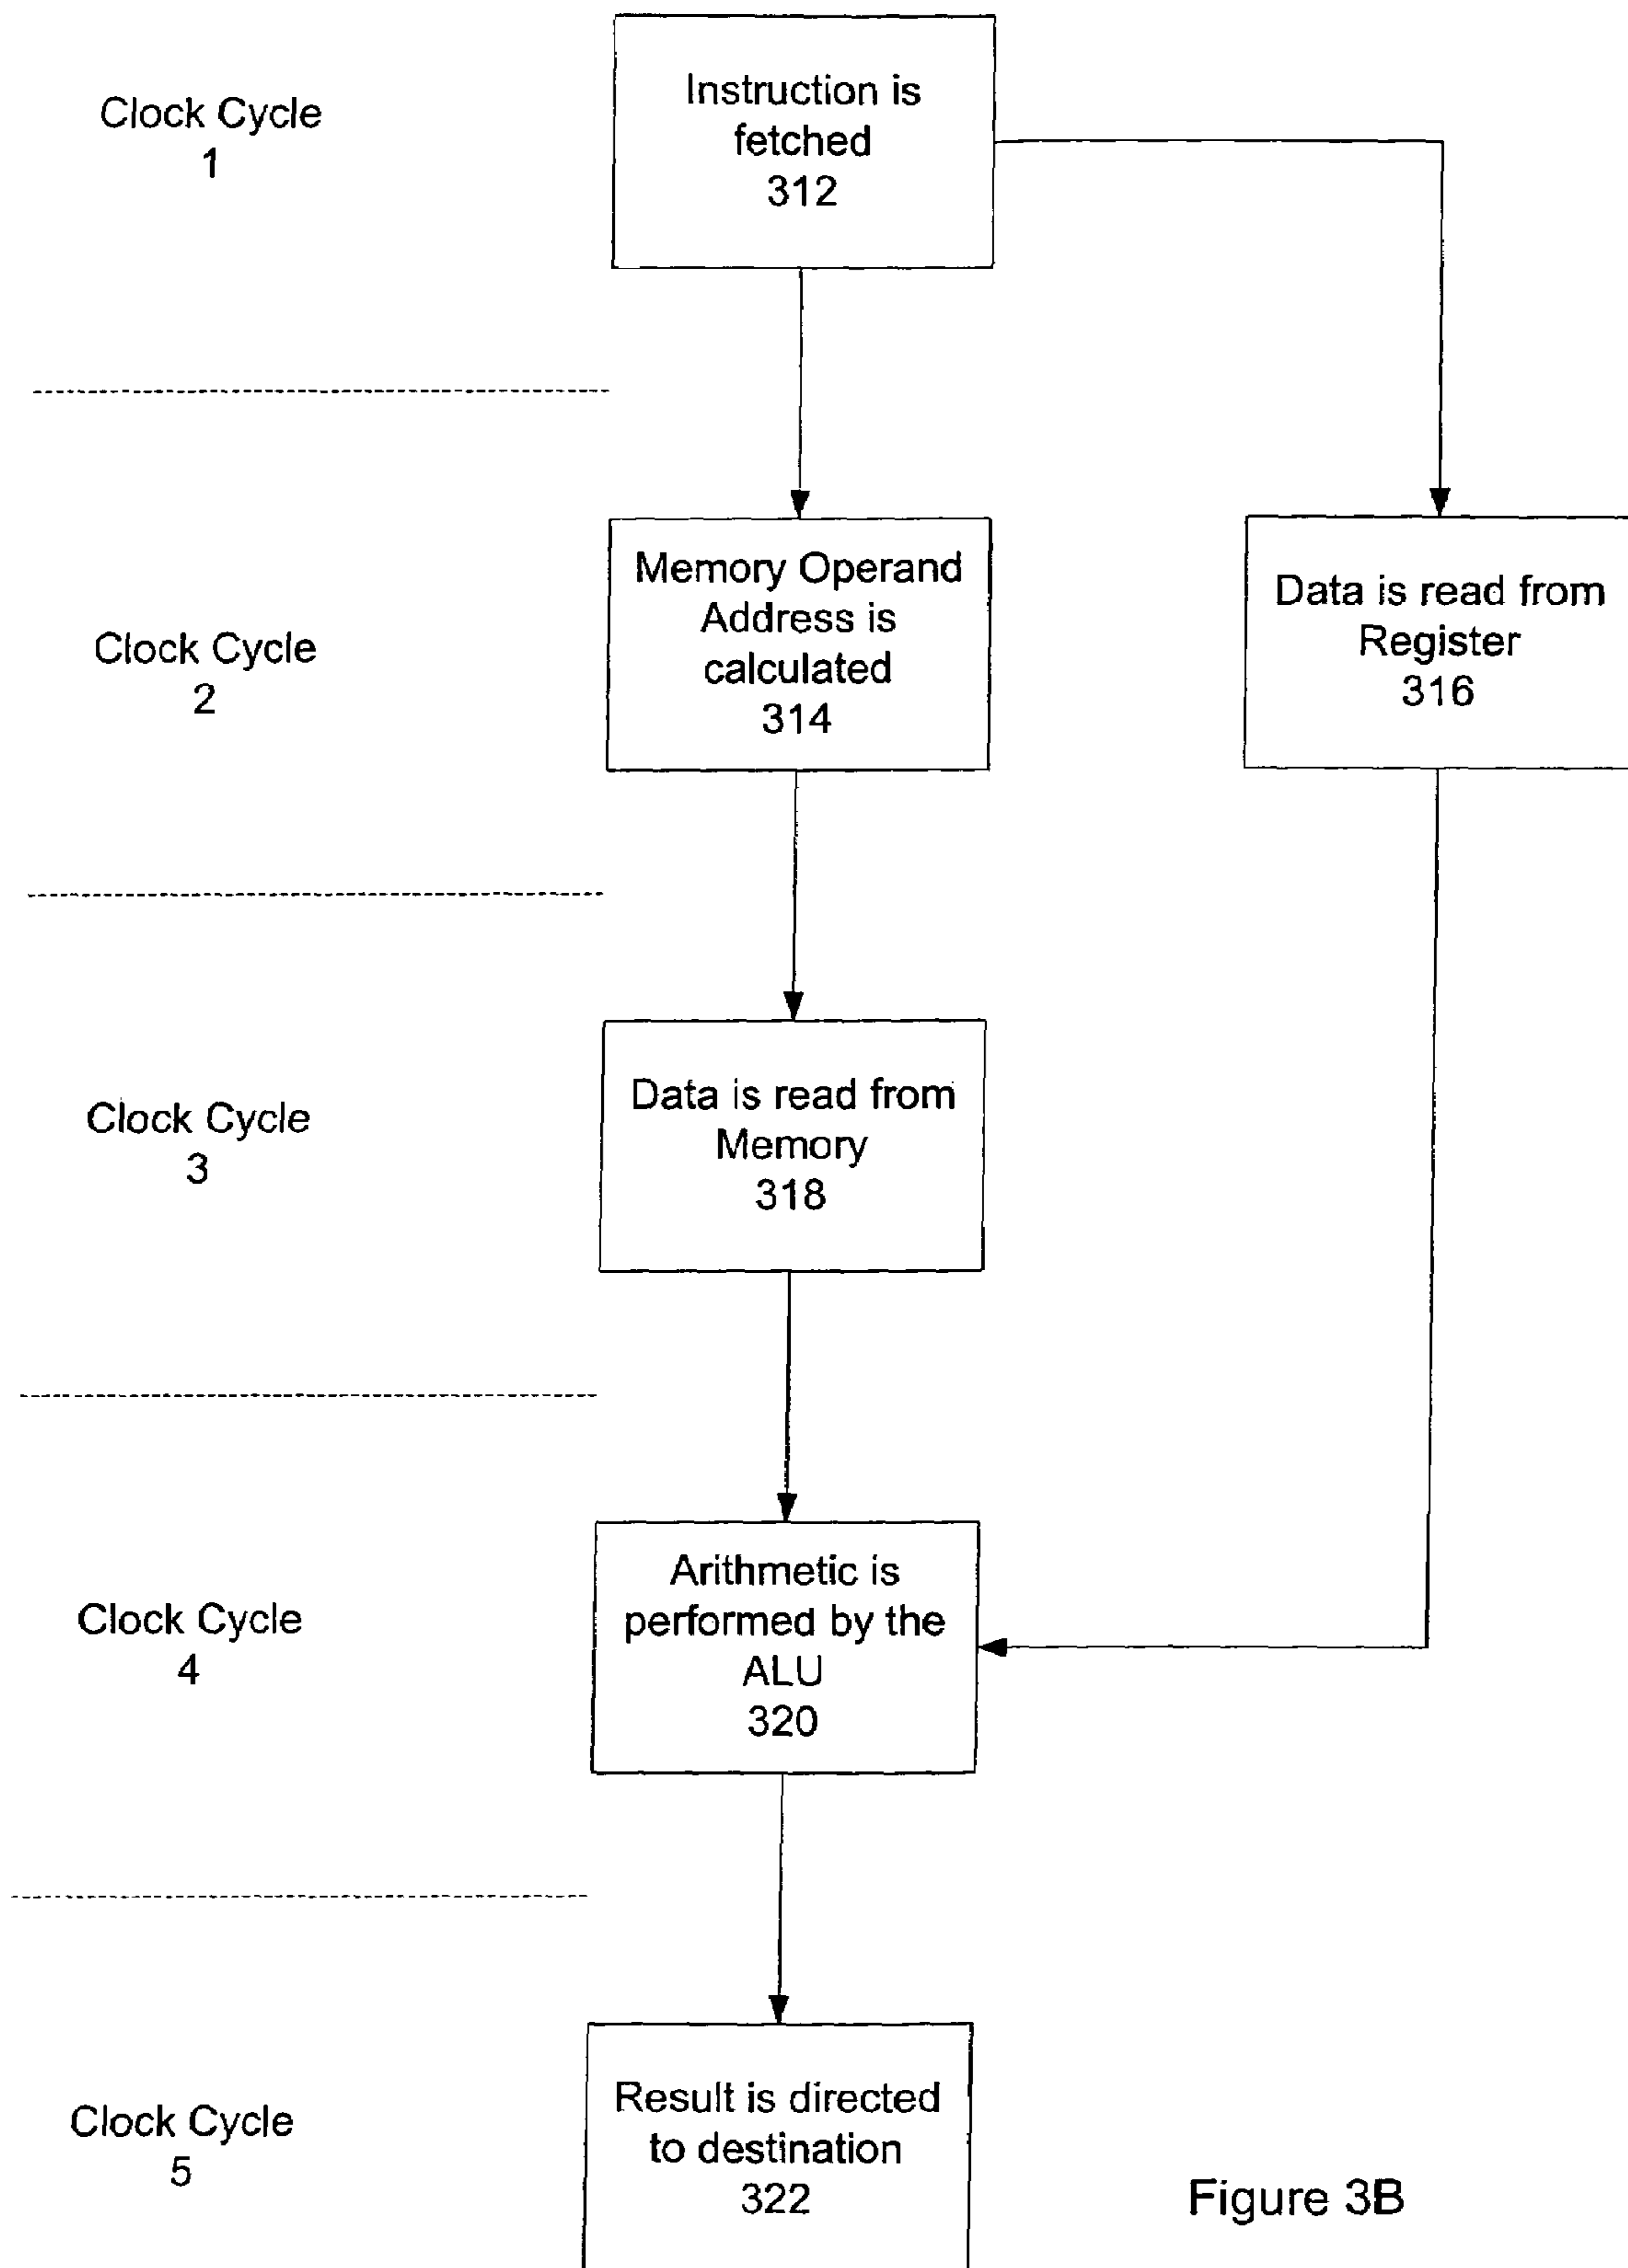 Clock Cycle
1
Instruction is
fetched
312
Clock Cycle
2
Memory Operand
Address is
calculated
314
Data is read from
Register
316
Clock Cycle
3
Data is read from
Memory
318
Clock Cycle
4
Arithmetic is
performed by the
ALU
320
Clock Cycle
5
Result is directed
to destination
322
Figure 3B